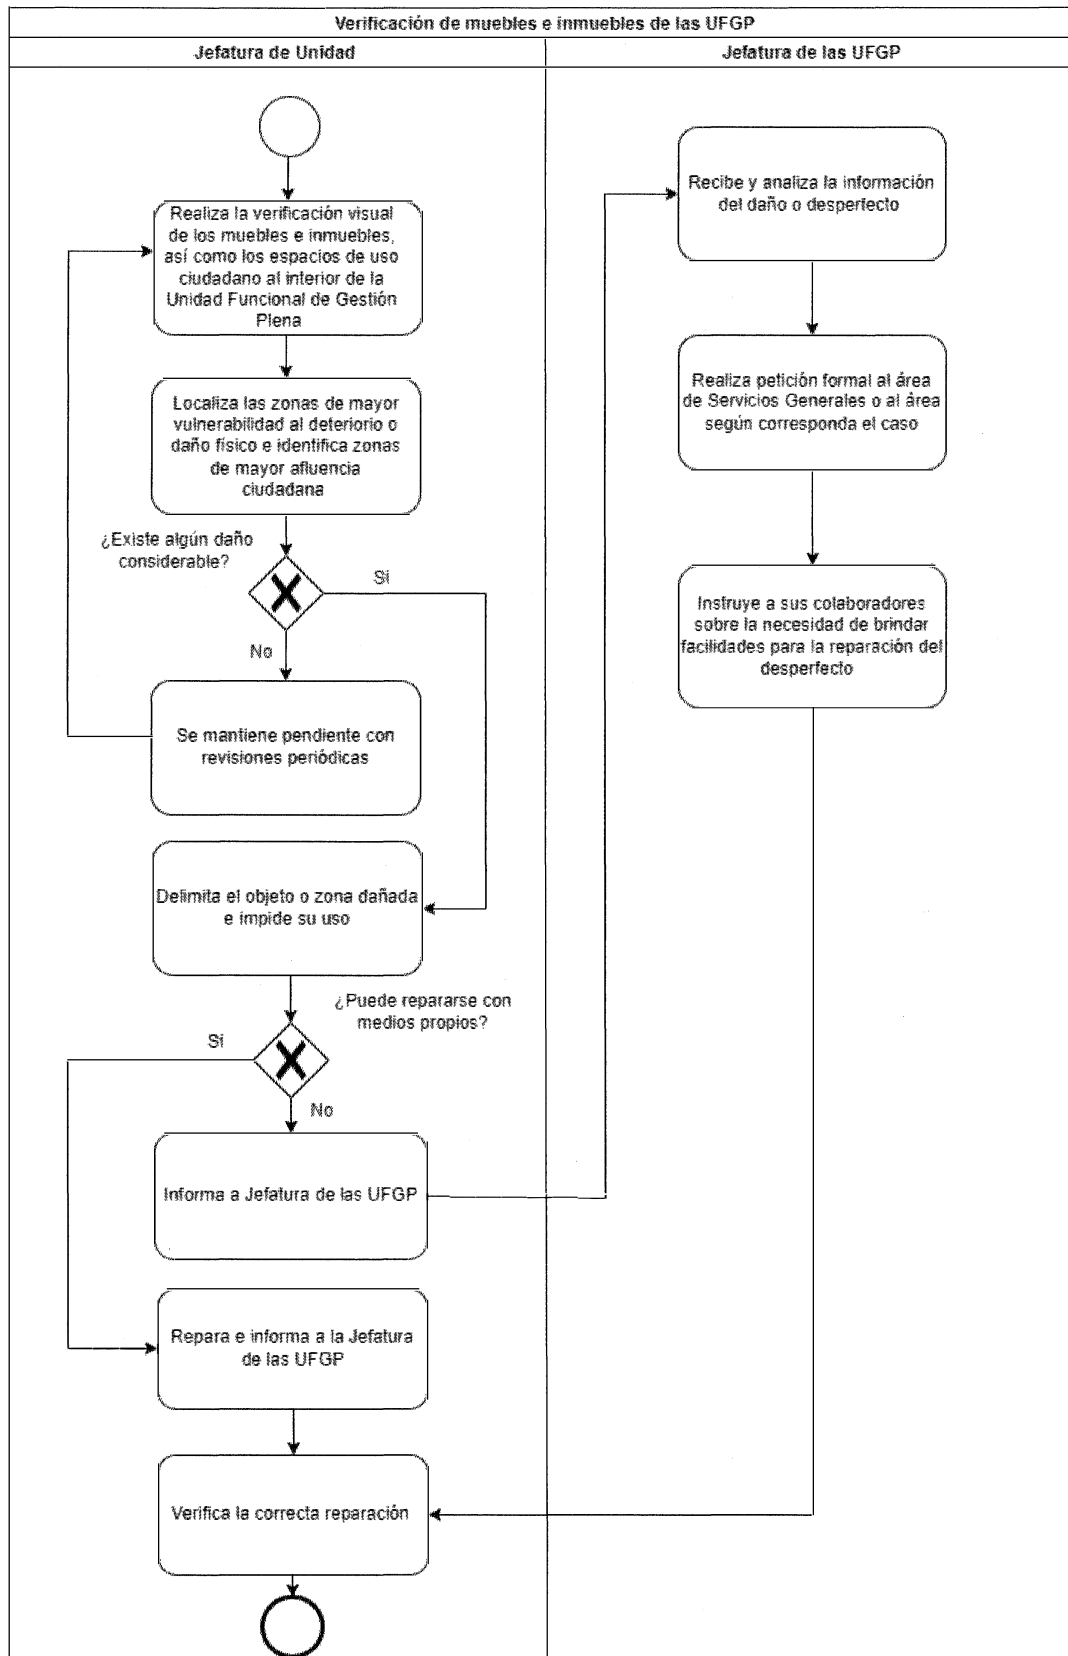 Verificación de muebles e inmuebles de las UFGP
Jefatura de Unidad
Jefatura de las UFGP
Realiza la verificación visual
de los muebles e inmuebles,
así como los espacios de uso
ciudadano al interior de la
Unidad Funcional de Gestión
Plena
Localiza las zonas de mayor
vulnerabilidad al deterioro o
daño físico e identifica zonas
de mayor afluencia
ciudadana
¿Existe algún daño
considerable?
Sí
No
Se mantiene pendiente con
revisiones periódicas
Delimita el objeto o zona dañada
e impide su uso
¿Puede repararse con
medios propios?
Sí
No
Informa a Jefatura de las UFGP
Repara e informa a la Jefatura
de las UFGP
Verifica la correcta reparación
Recibe y analiza la información
del daño o desperfecto
Realiza petición formal al área
de Servicios Generales o al área
según corresponda el caso
Instruye a sus colaboradores
sobre la necesidad de brindar
facilidades para la reparación del
desperfecto